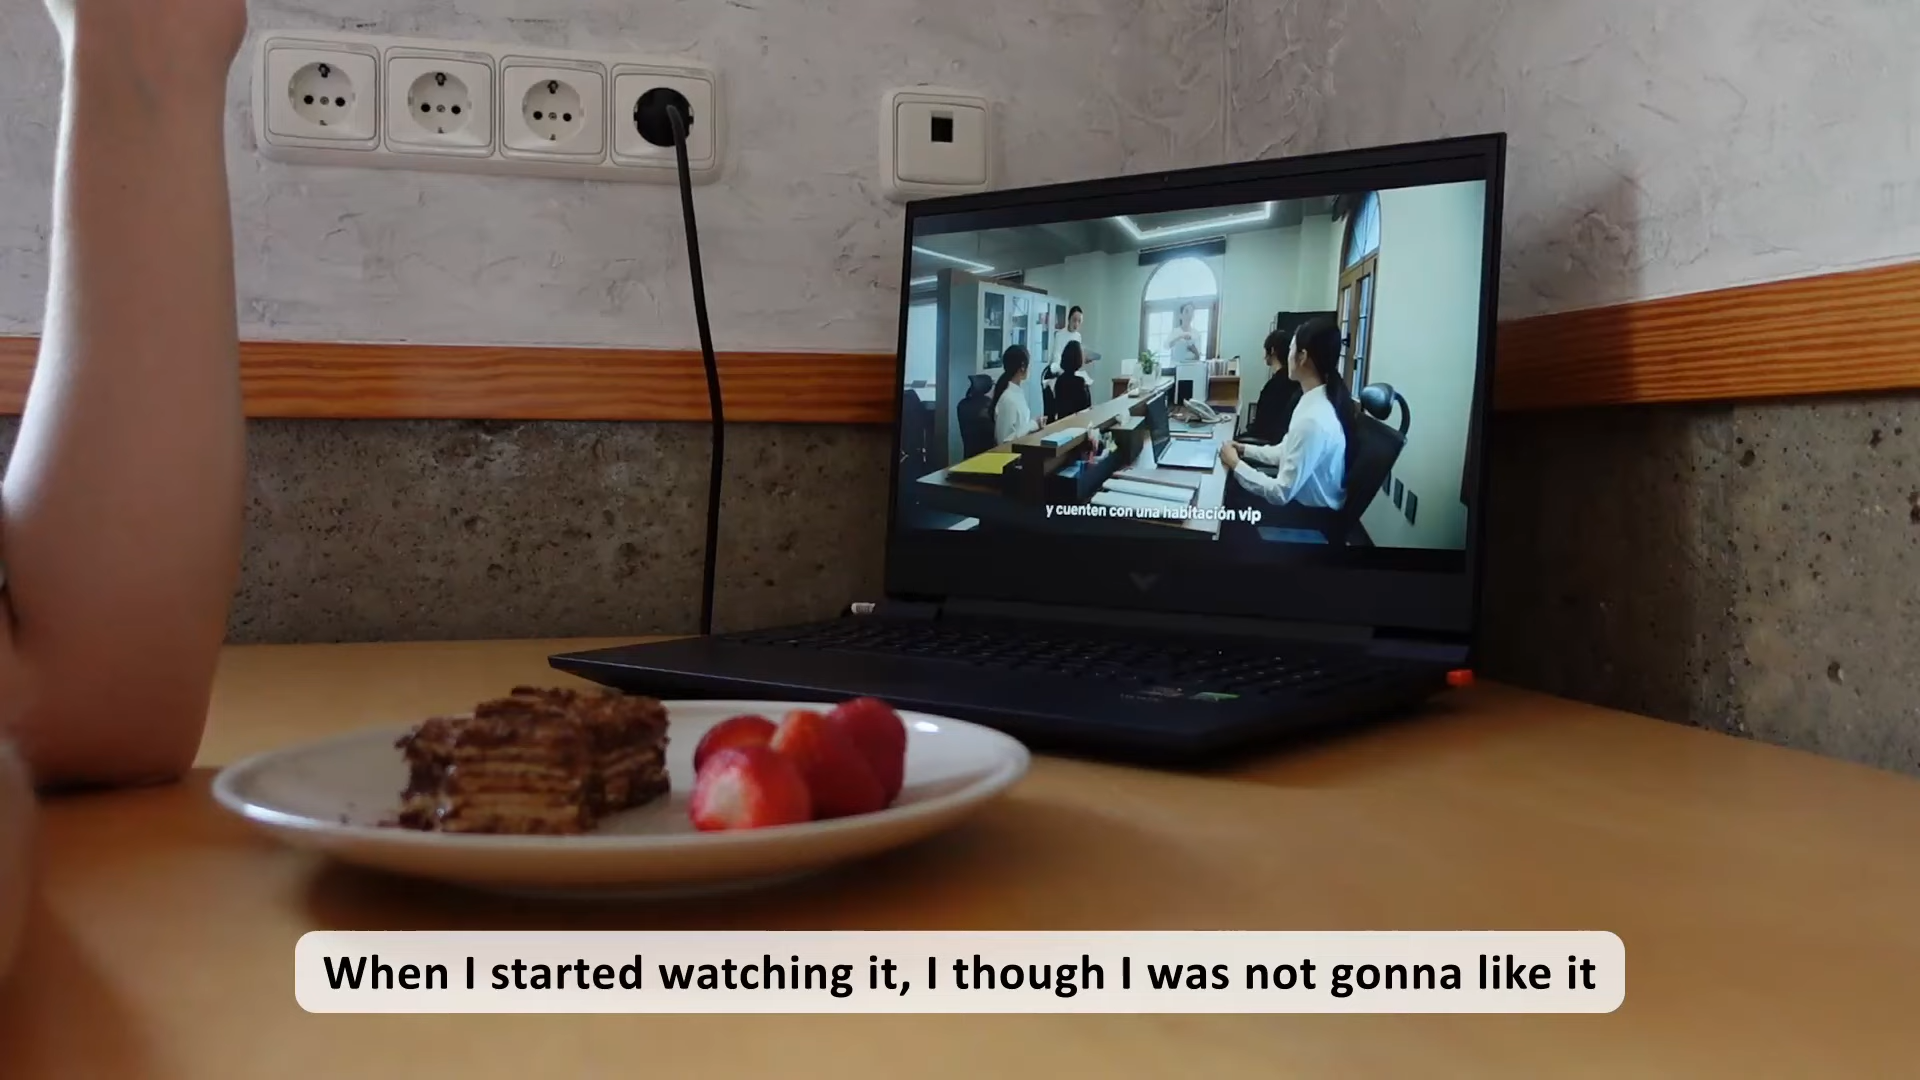 y cuenten con una habitación vip
When I started watching it, I though I was not gonna like it